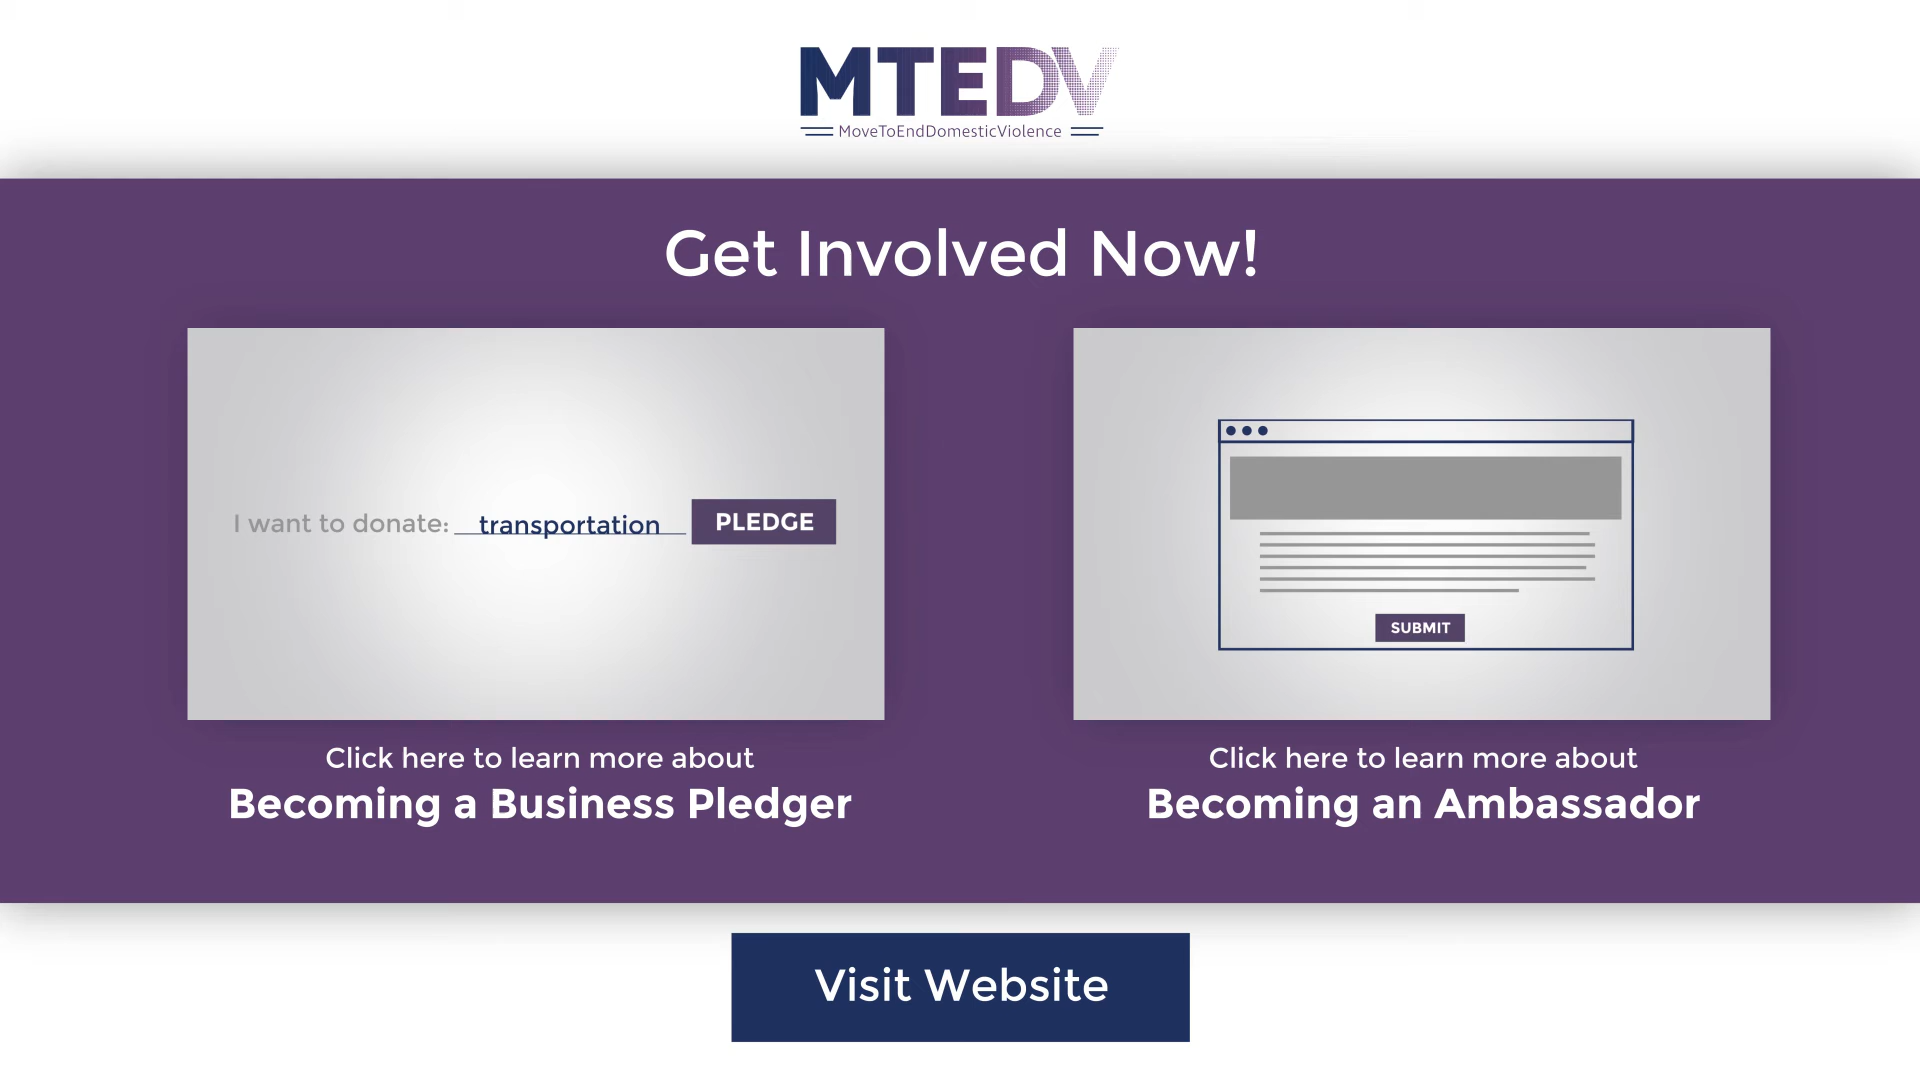 MTEDV
MoveToEndDomesticViolence
Get Involved Now!
I want to donate: transportation PLEDGE
SUBMIT
Click here to learn more about
Becoming a Business Pledger
Click here to learn more about
Becoming an Ambassador
Visit Website